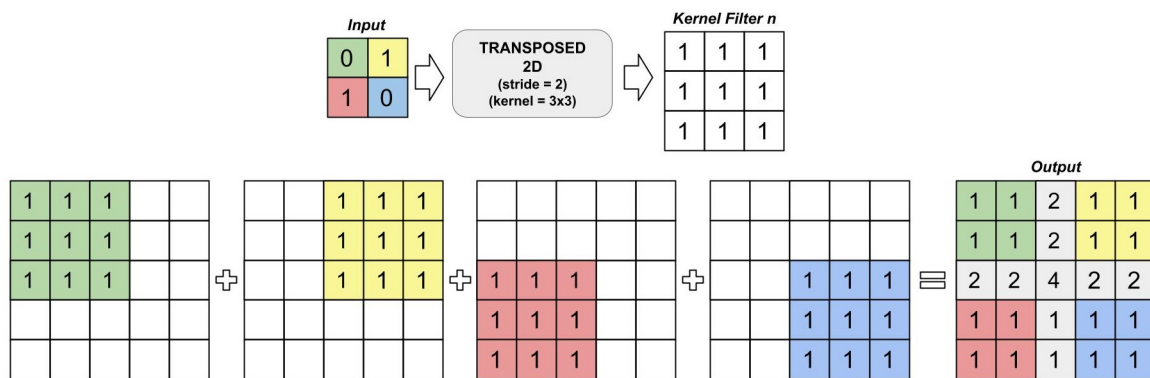 Input
Kernel Filter n
0 1
1 0
TRANSPOSED
2D
(stride = 2)
(kernel = 3x3)
1 1 1
1 1 1
1 1 1
Output
1 1 1
1 1 1
1 1 1
+
1 1 1
1 1 1
1 1 1
+
1 1 1
1 1 1
1 1 1
+
1 1 1
1 1 1
1 1 1
=
1 1 2 1 1
1 1 2 1 1
2 2 4 2 2
1 1 1 1 1
1 1 1 1 1